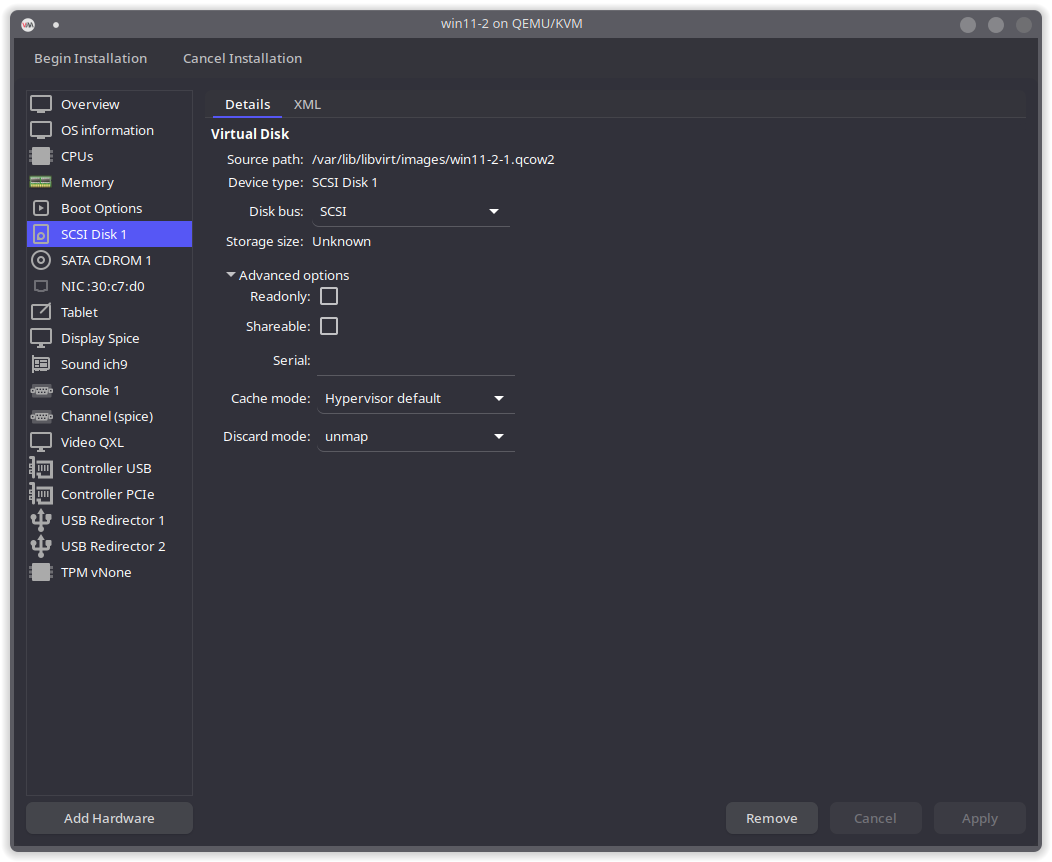 win11-2 on QEMU/KVM
Begin Installation Cancel Installation
Overview
OS information
CPUs
Memory
Boot Options
SCSI Disk 1
SATA CDROM 1
NIC :30:c7:d0
Tablet
Display Spice
Sound ich9
Console 1
Channel (spice)
Video QXL
Controller USB
Controller PCIe
USB Redirector 1
USB Redirector 2
TPM vNone
Add Hardware
Details XML
Virtual Disk
Source path: /var/lib/libvirt/images/win11-2-1.qcow2
Device type: SCSI Disk 1
Disk bus: SCSI
Storage size: Unknown
Advanced options
Readonly:
Shareable:
Serial:
Cache mode: Hypervisor default
Discard mode: unmap
Remove Cancel Apply